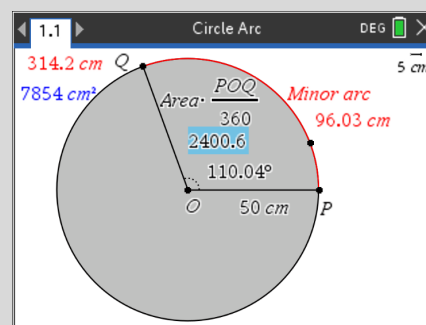 1.1 Circle Arc DEG
314.2 cm Q 5 cm
7854 cm² Area· POQ Minor arc
360 96.03 cm
2400.6
110.04°
O 50 cm P